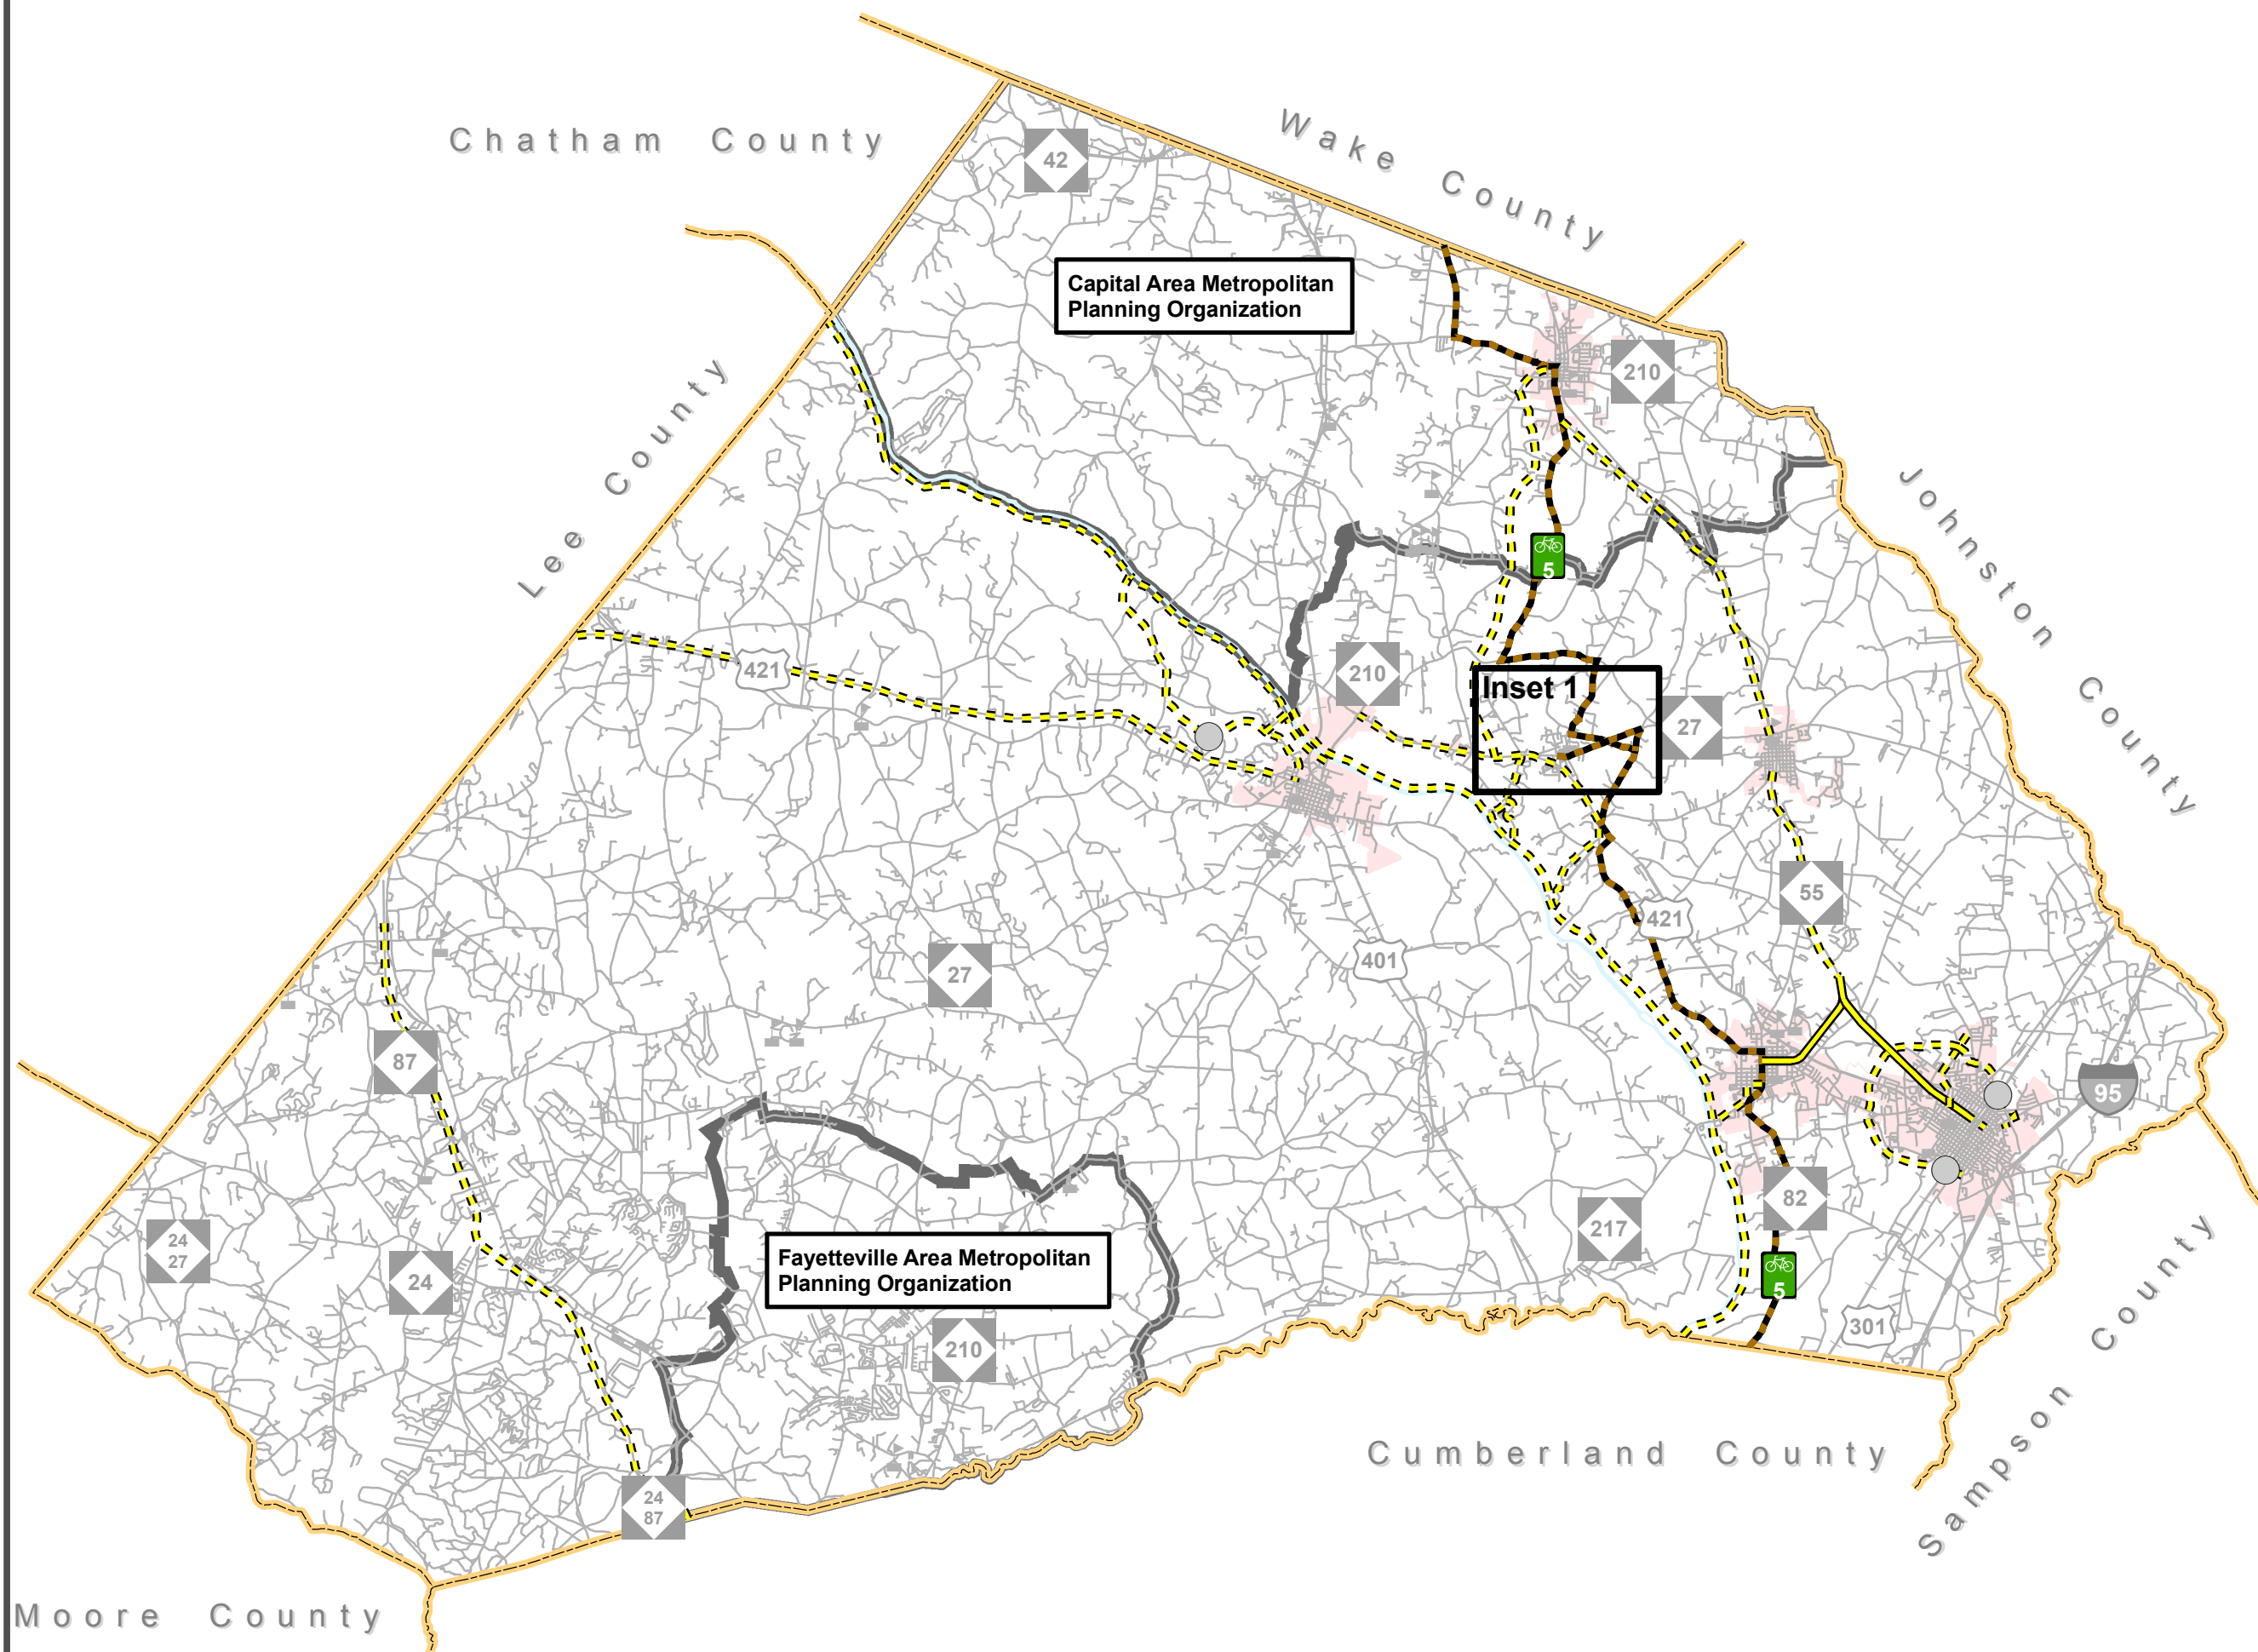 Chatham County
Wake County
42
Capital Area Metropolitan
Planning Organization
210
Lee County
Johnston County
5
421
210
Inset 1
27
55
421
401
27
87
95
82
217
24
27
24
Fayetteville Area Metropolitan
Planning Organization
5
301
210
Cumberland County
Sampson County
24
87
Moore County